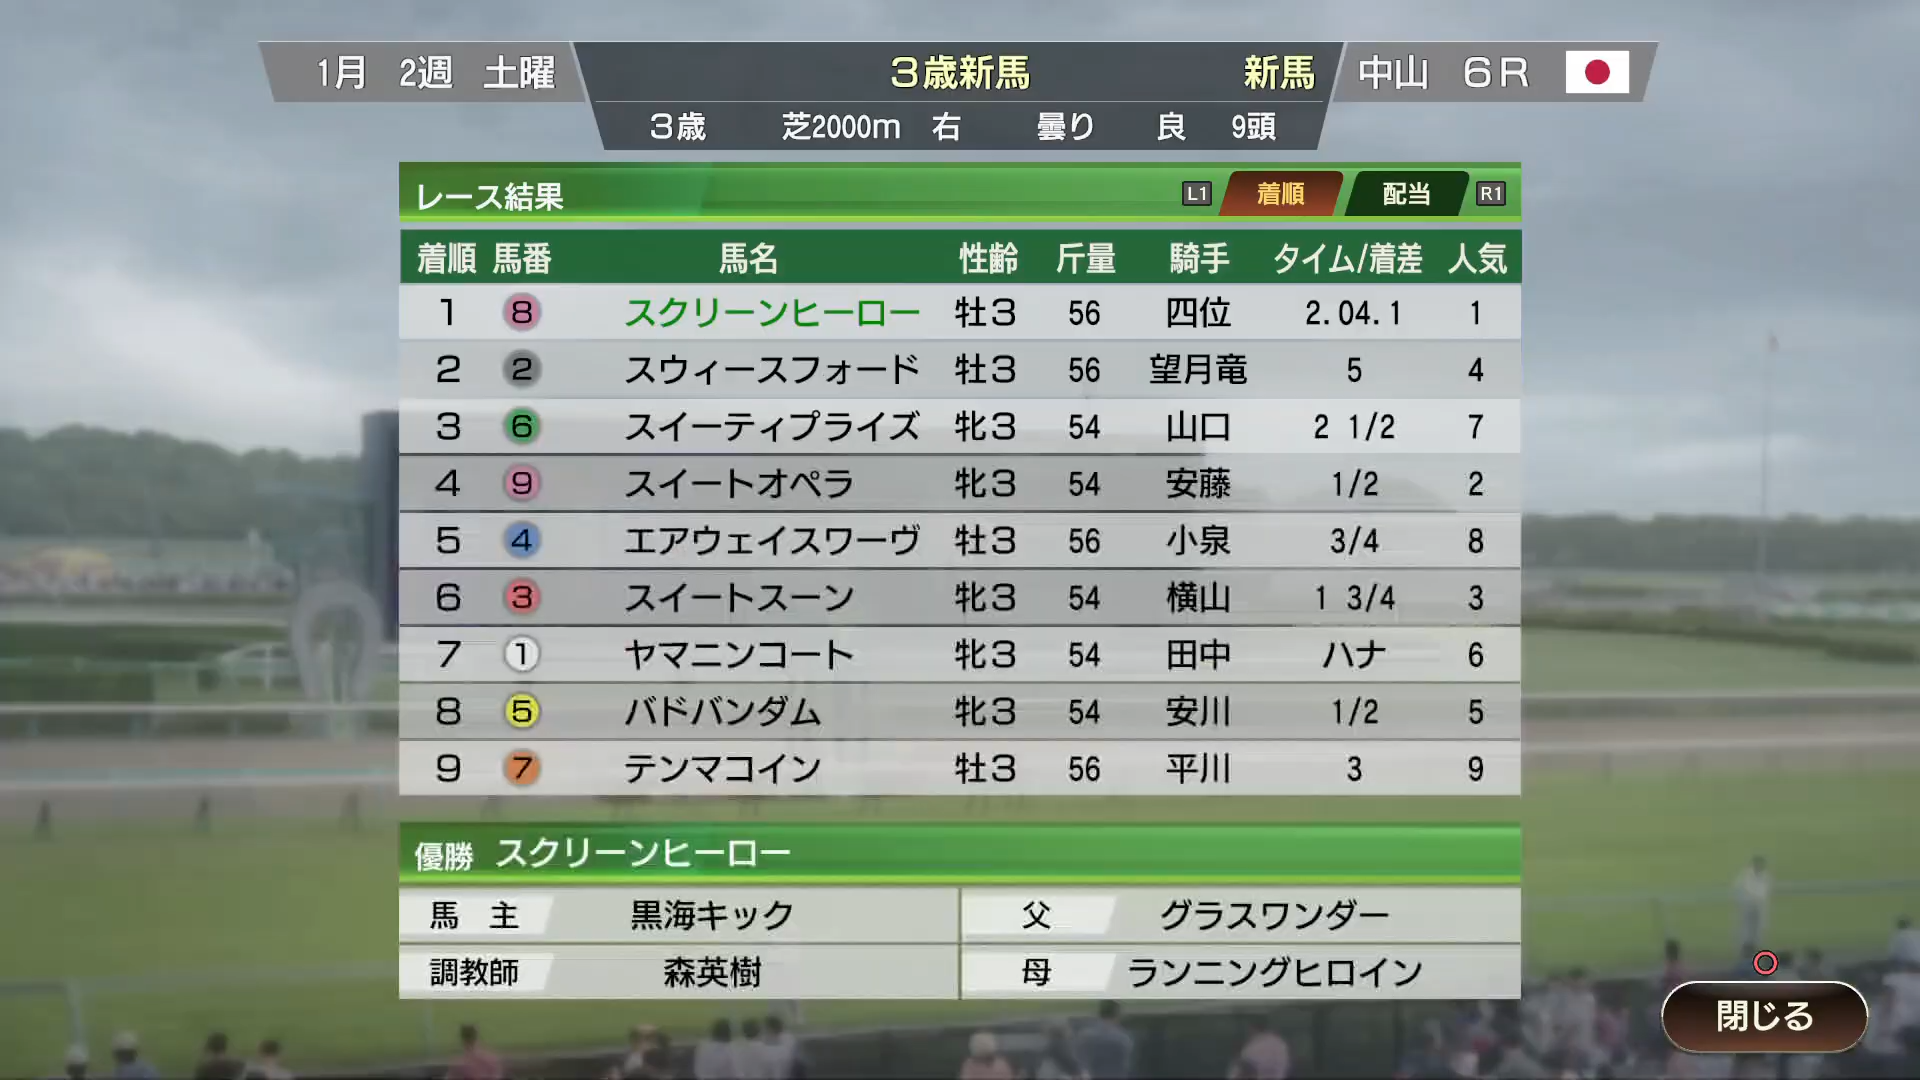 1月 2週 土曜 3歳新馬 新馬 中山 6R
3歳 芝2000m 右 曇り 良 9頭
レース結果 L1 着順 配当 R1
着順 馬番 馬名 性齢 斤量 騎手 タイム/着差 人気
1 8 スクリーンヒーロー 牡3 56 四位 2.04.1 1
2 2 スウィースフォード 牡3 56 望月竜 5 4
3 6 スイーティプライズ 牝3 54 山口 2 1/2 7
4 9 スイートオペラ 牝3 54 安藤 1/2 2
5 4 エアウェイスワーヴ 牡3 56 小泉 3/4 8
6 3 スイートスーン 牝3 54 横山 1 3/4 3
7 1 ヤマニンコート 牝3 54 田中 ハナ 6
8 5 バドバンダム 牝3 54 安川 1/2 5
9 7 テンマコイン 牡3 56 平川 3 9
優勝 スクリーンヒーロー
馬主 黒海キック 父 グラスワンダー
調教師 森英樹 母 ランニングヒロイン
閉じる